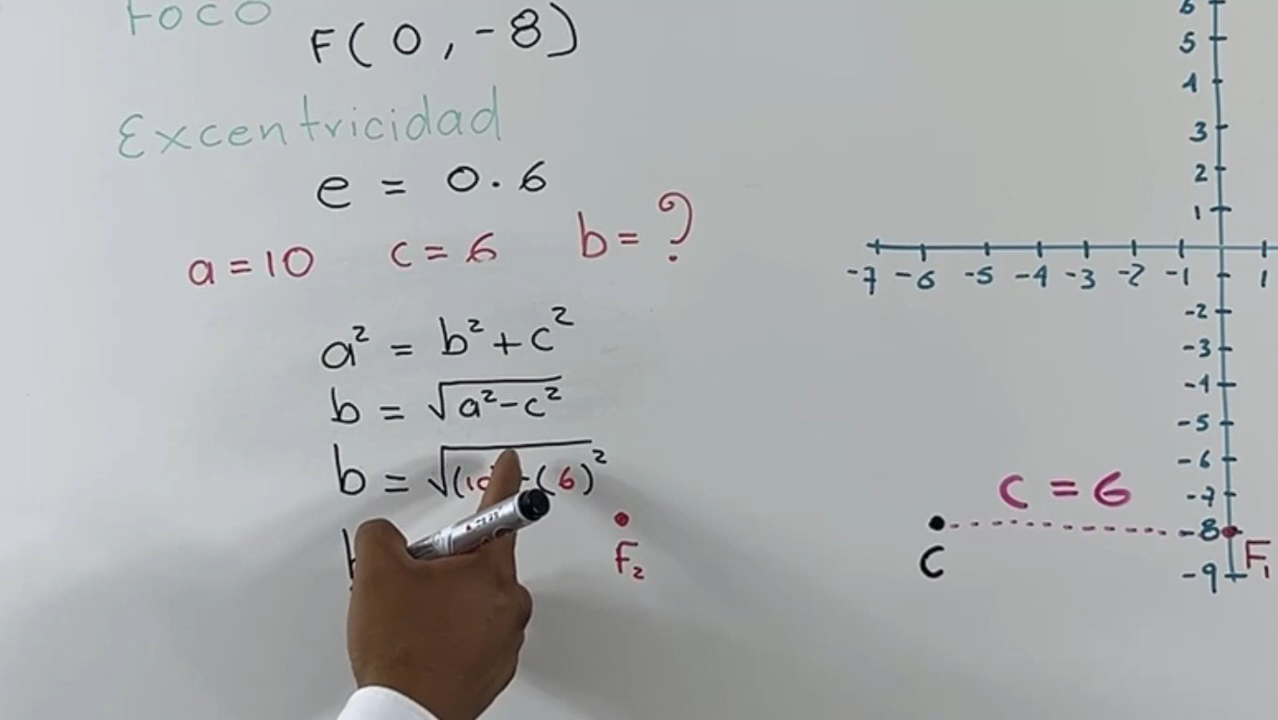 Foco
F(0, -8)
Excentricidad
e = 0.6
a = 10 c = 6 b = ?
a² = b² + c²
b = √a²-c²
b = √(10 -(6)²
F₂
6
5
4
3
2
1
-7 -6 -5 -4 -3 -2 -1 1
-2
-3
-4
-5
-6
-7
-8
-9
c = 6
C
F₁